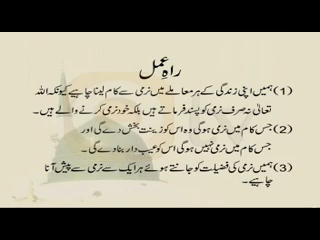 راہِ عمل
(1) ہمیں اپنی زندگی کے ہر معاملے میں نرمی سے کام لینا چاہیے کیونکہ اللہ
تعالیٰ نہ صرف نرمی کو پسند فرماتے ہیں بلکہ خود نرمی کرنے والے ہیں۔
(2) جس کام میں نرمی ہوگی وہ اس کو زینت بخش دے گی اور
جس کام میں نرمی نہیں ہوگی اس کو عیب دار بنا دے گی۔
(3) ہمیں نرمی کی فضیلت کو جانتے ہوئے ہر ایک سے نرمی سے پیش آنا
چاہیے۔